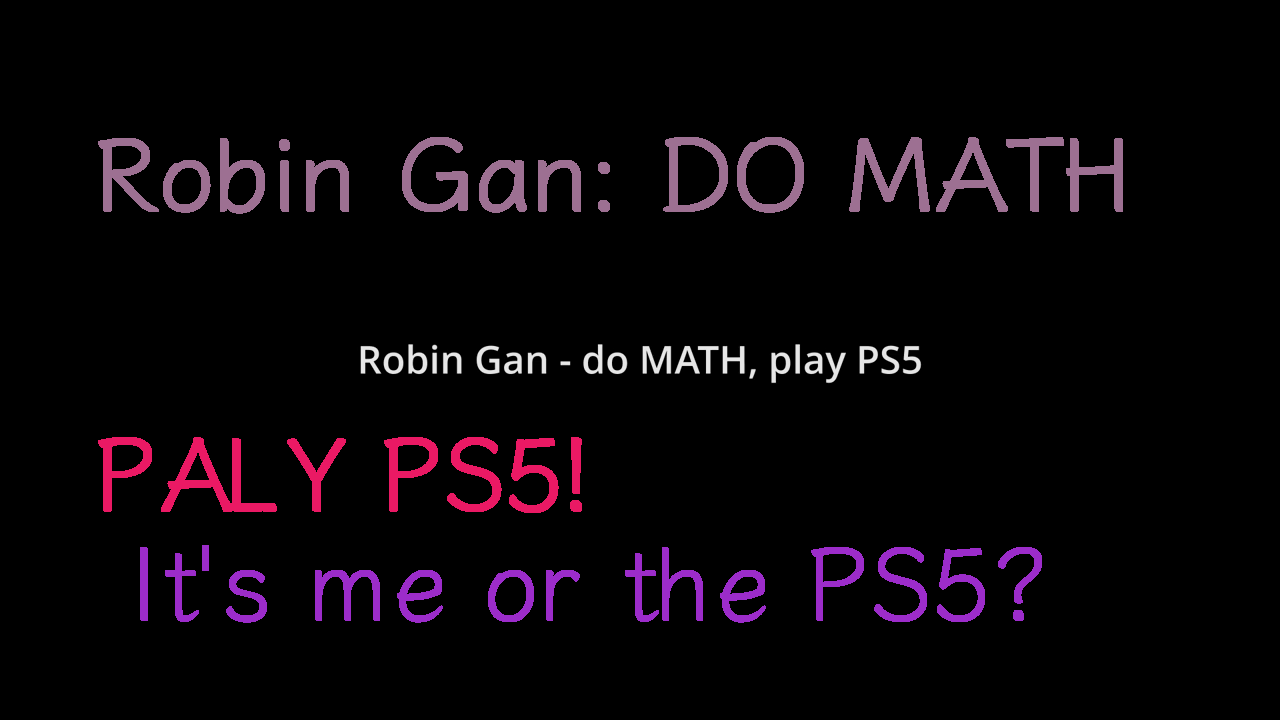 Robin Gan: DO MATH
Robin Gan - do MATH, play PS5
PALY PS5!
It's me or the PS5?